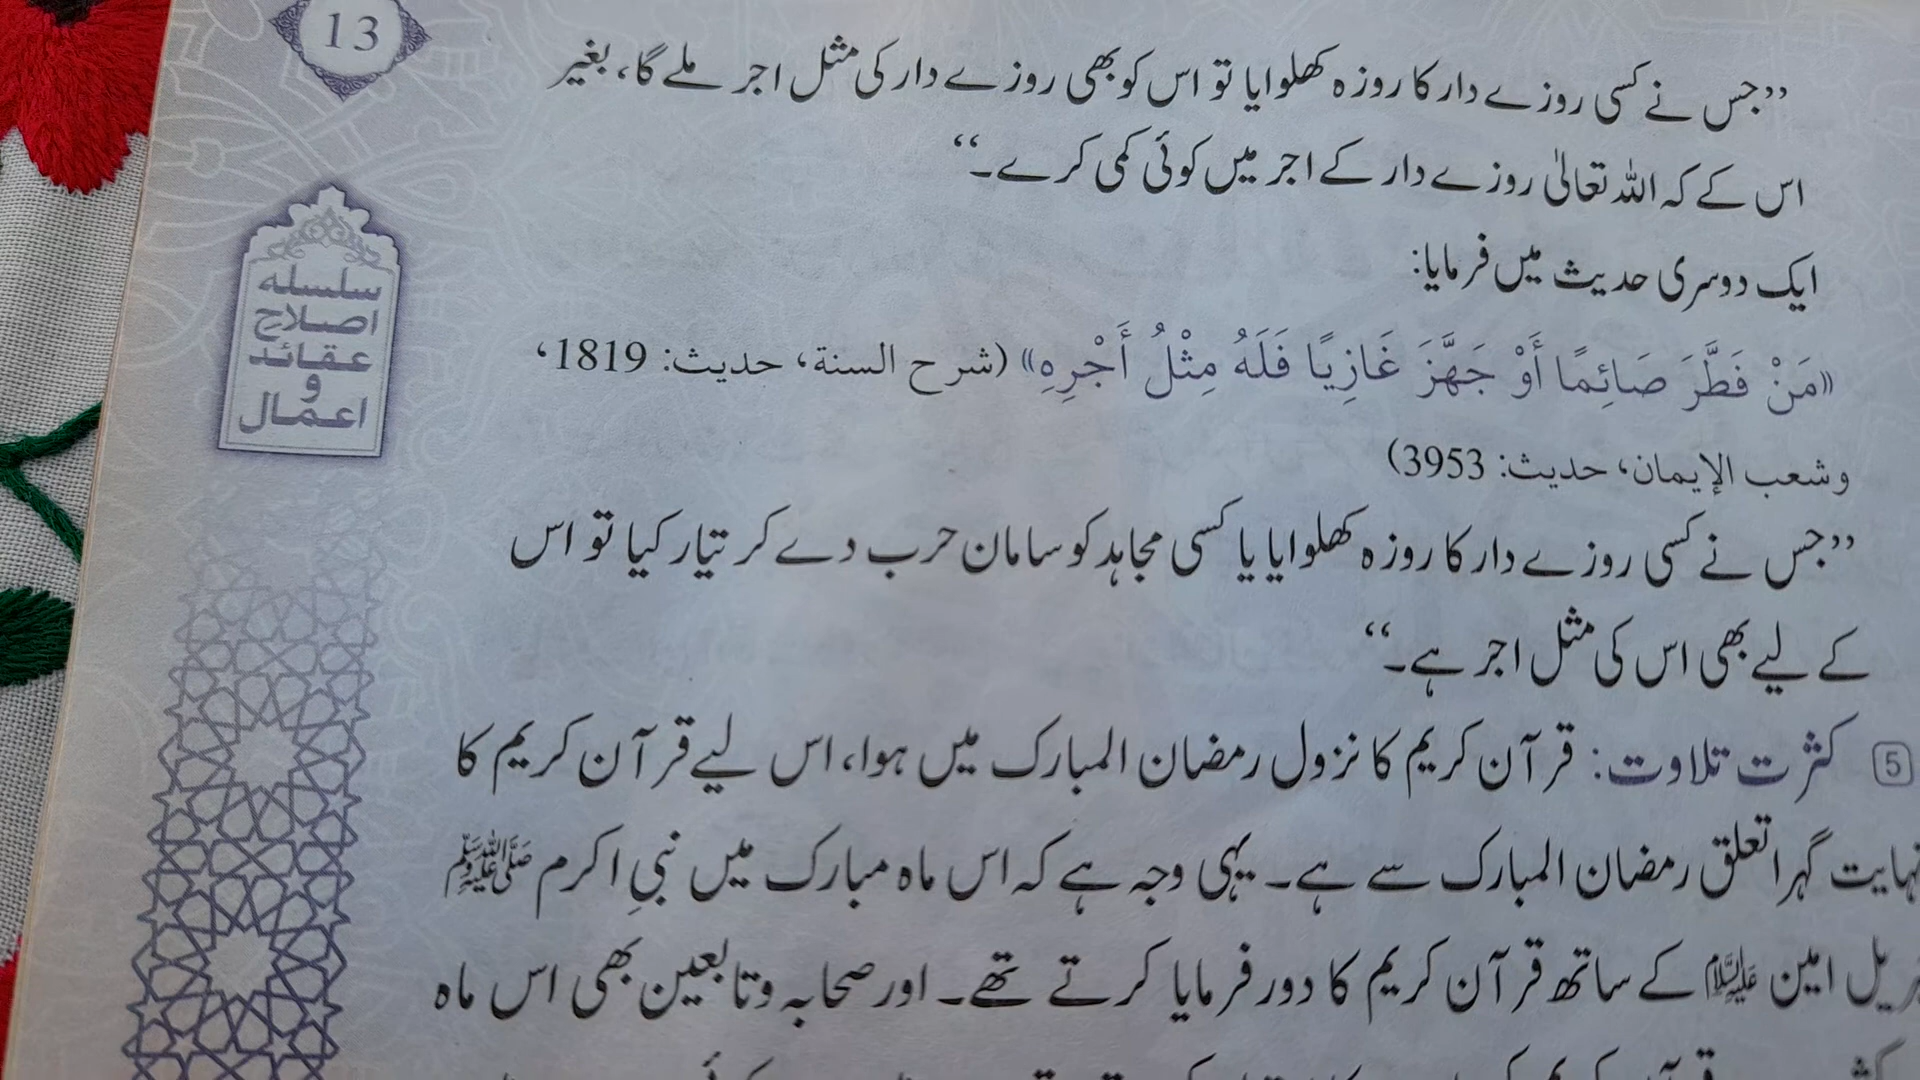 13
”جس نے کسی روزے دار کا روزہ کھلوایا تو اس کو بھی روزے دار کی مثل اجر ملے گا، بغیر
اس کے کہ اللہ تعالیٰ روزے دار کے اجر میں کوئی کمی کرے۔“
ایک دوسری حدیث میں فرمایا:
«مَنْ فَطَّرَ صَائِمًا أَوْ جَهَّزَ غَازِيًا فَلَهُ مِثْلُ أَجْرِهِ» (شرح السنة، حديث: 1819،
وشعب الإيمان، حديث: 3953)
”جس نے کسی روزے دار کا روزہ کھلوایا یا کسی مجاہد کو سامان حرب دے کر تیار کیا تو اس
کے لیے بھی اس کی مثل اجر ہے۔“
5 کثرت تلاوت: قرآن کریم کا نزول رمضان المبارک میں ہوا، اس لیے قرآن کریم کا
نہایت گہرا تعلق رمضان المبارک سے ہے۔ یہی وجہ ہے کہ اس ماہ مبارک میں نبیِ اکرم ﷺ
امین علیہ السلام کے ساتھ قرآن کریم کا دور فرمایا کرتے تھے۔ اور صحابہ و تابعین بھی اس ماہ
سلسلہ
اصلاحِ
عقائد
و
اعمال